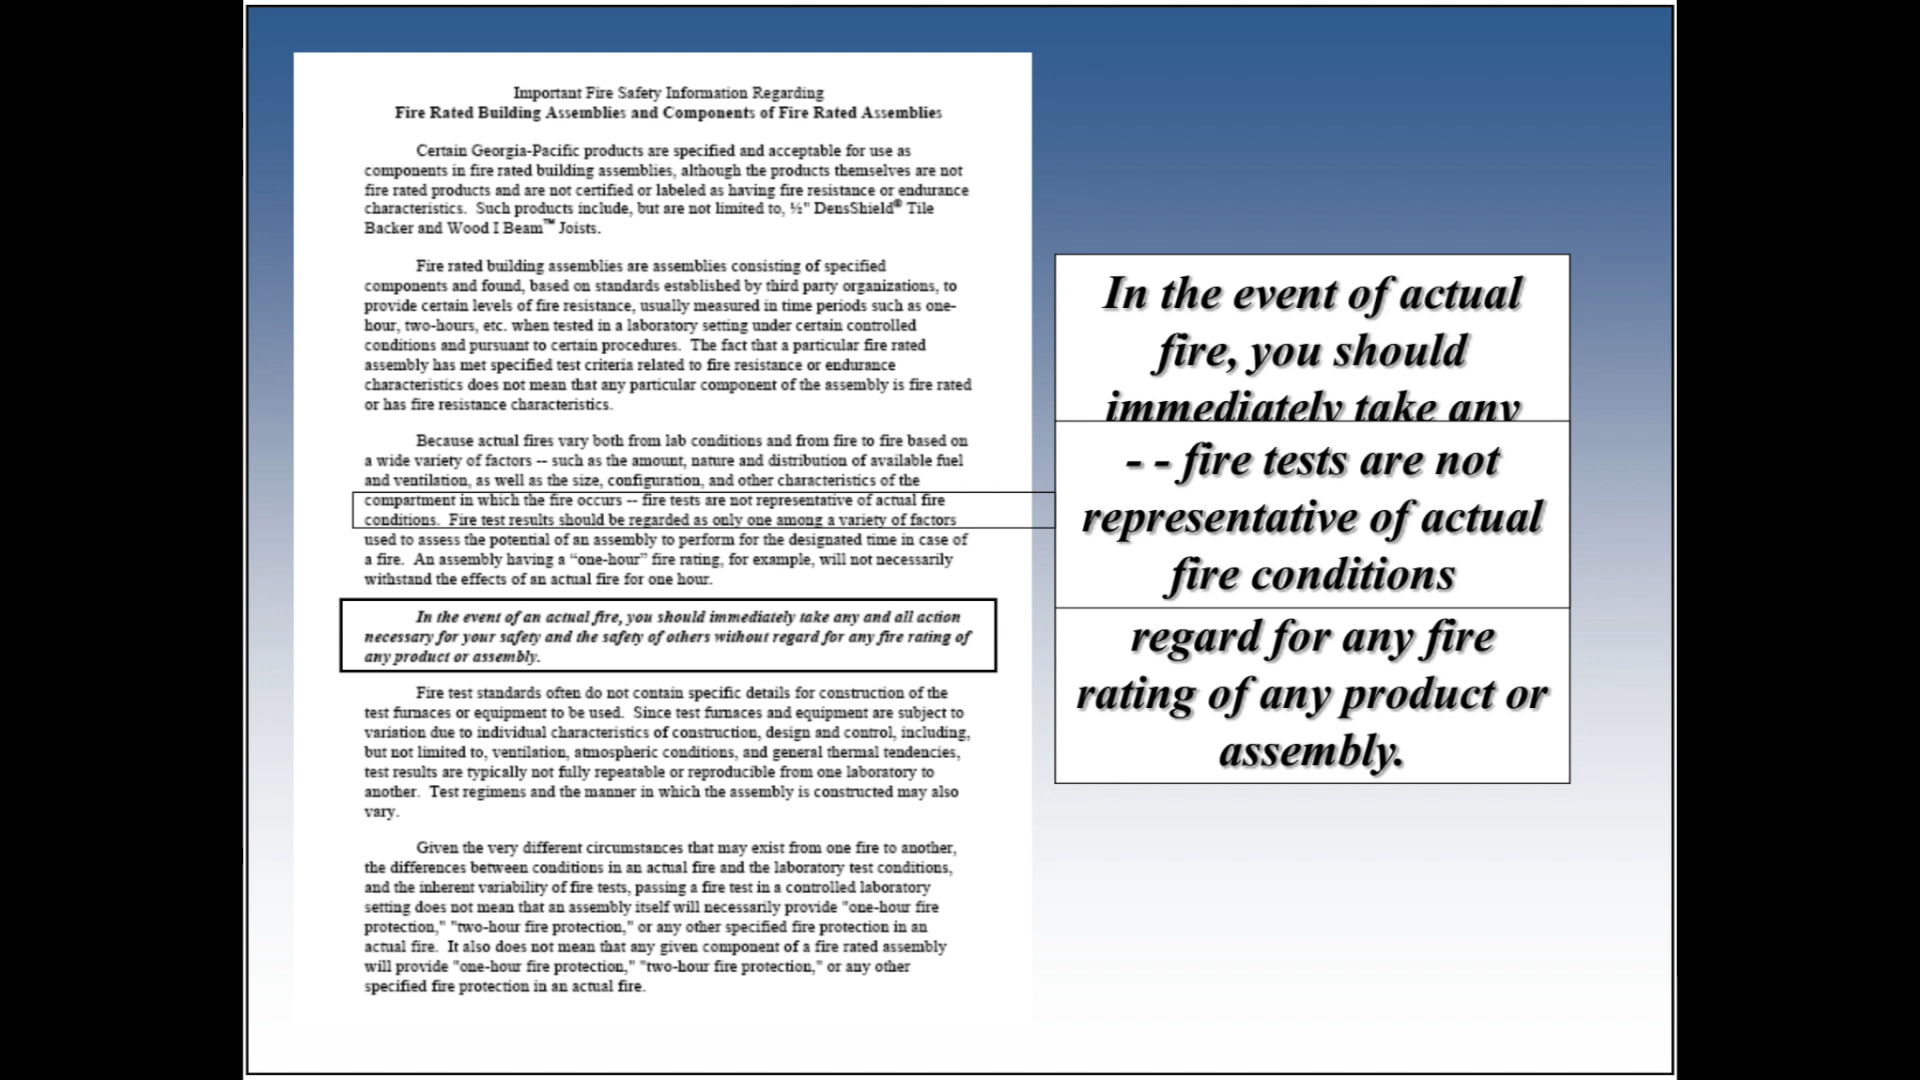 Important Fire Safety Information Regarding
Fire Rated Building Assemblies and Components of Fire Rated Assemblies
Certain Georgia-Pacific products are specified and acceptable for use as
components in fire rated building assemblies, although the products themselves are not
fire rated products and are not certified or labeled as having fire resistance or endurance
characteristics. Such products include, but are not limited to, ½" DensShield® Tile
Backer and Wood I Beam™ Joists.
Fire rated building assemblies are assemblies consisting of specified
components and found, based on standards established by third party organizations, to
provide certain levels of fire resistance, usually measured in time periods such as one-
hour, two-hours, etc. when tested in a laboratory setting under certain controlled
conditions and pursuant to certain procedures. The fact that a particular fire rated
assembly has met specified test criteria related to fire resistance or endurance
characteristics does not mean that any particular component of the assembly is fire rated
or has fire resistance characteristics.
Because actual fires vary both from lab conditions and from fire to fire based on
a wide variety of factors -- such as the amount, nature and distribution of available fuel
and ventilation, as well as the size, configuration, and other characteristics of the
compartment in which the fire occurs -- fire tests are not representative of actual fire
conditions. Fire test results should be regarded as only one among a variety of factors
used to assess the potential of an assembly to perform for the designated time in case of
a fire. An assembly having a “one-hour” fire rating, for example, will not necessarily
withstand the effects of an actual fire for one hour.
In the event of an actual fire, you should immediately take any and all action
necessary for your safety and the safety of others without regard for any fire rating of
any product or assembly.
Fire test standards often do not contain specific details for construction of the
test furnaces or equipment to be used. Since test furnaces and equipment are subject to
variation due to individual characteristics of construction, design and control, including,
but not limited to, ventilation, atmospheric conditions, and general thermal tendencies,
test results are typically not fully repeatable or reproducible from one laboratory to
another. Test regimens and the manner in which the assembly is constructed may also
vary.
Given the very different circumstances that may exist from one fire to another,
the differences between conditions in an actual fire and the laboratory test conditions,
and the inherent variability of fire tests, passing a fire test in a controlled laboratory
setting does not mean that an assembly itself will necessarily provide "one-hour fire
protection," "two-hour fire protection," or any other specified fire protection in an
actual fire. It also does not mean that any given component of a fire rated assembly
will provide "one-hour fire protection," "two-hour fire protection," or any other
specified fire protection in an actual fire.
In the event of actual
fire, you should
immediately take any
- - fire tests are not
representative of actual
fire conditions
regard for any fire
rating of any product or
assembly.